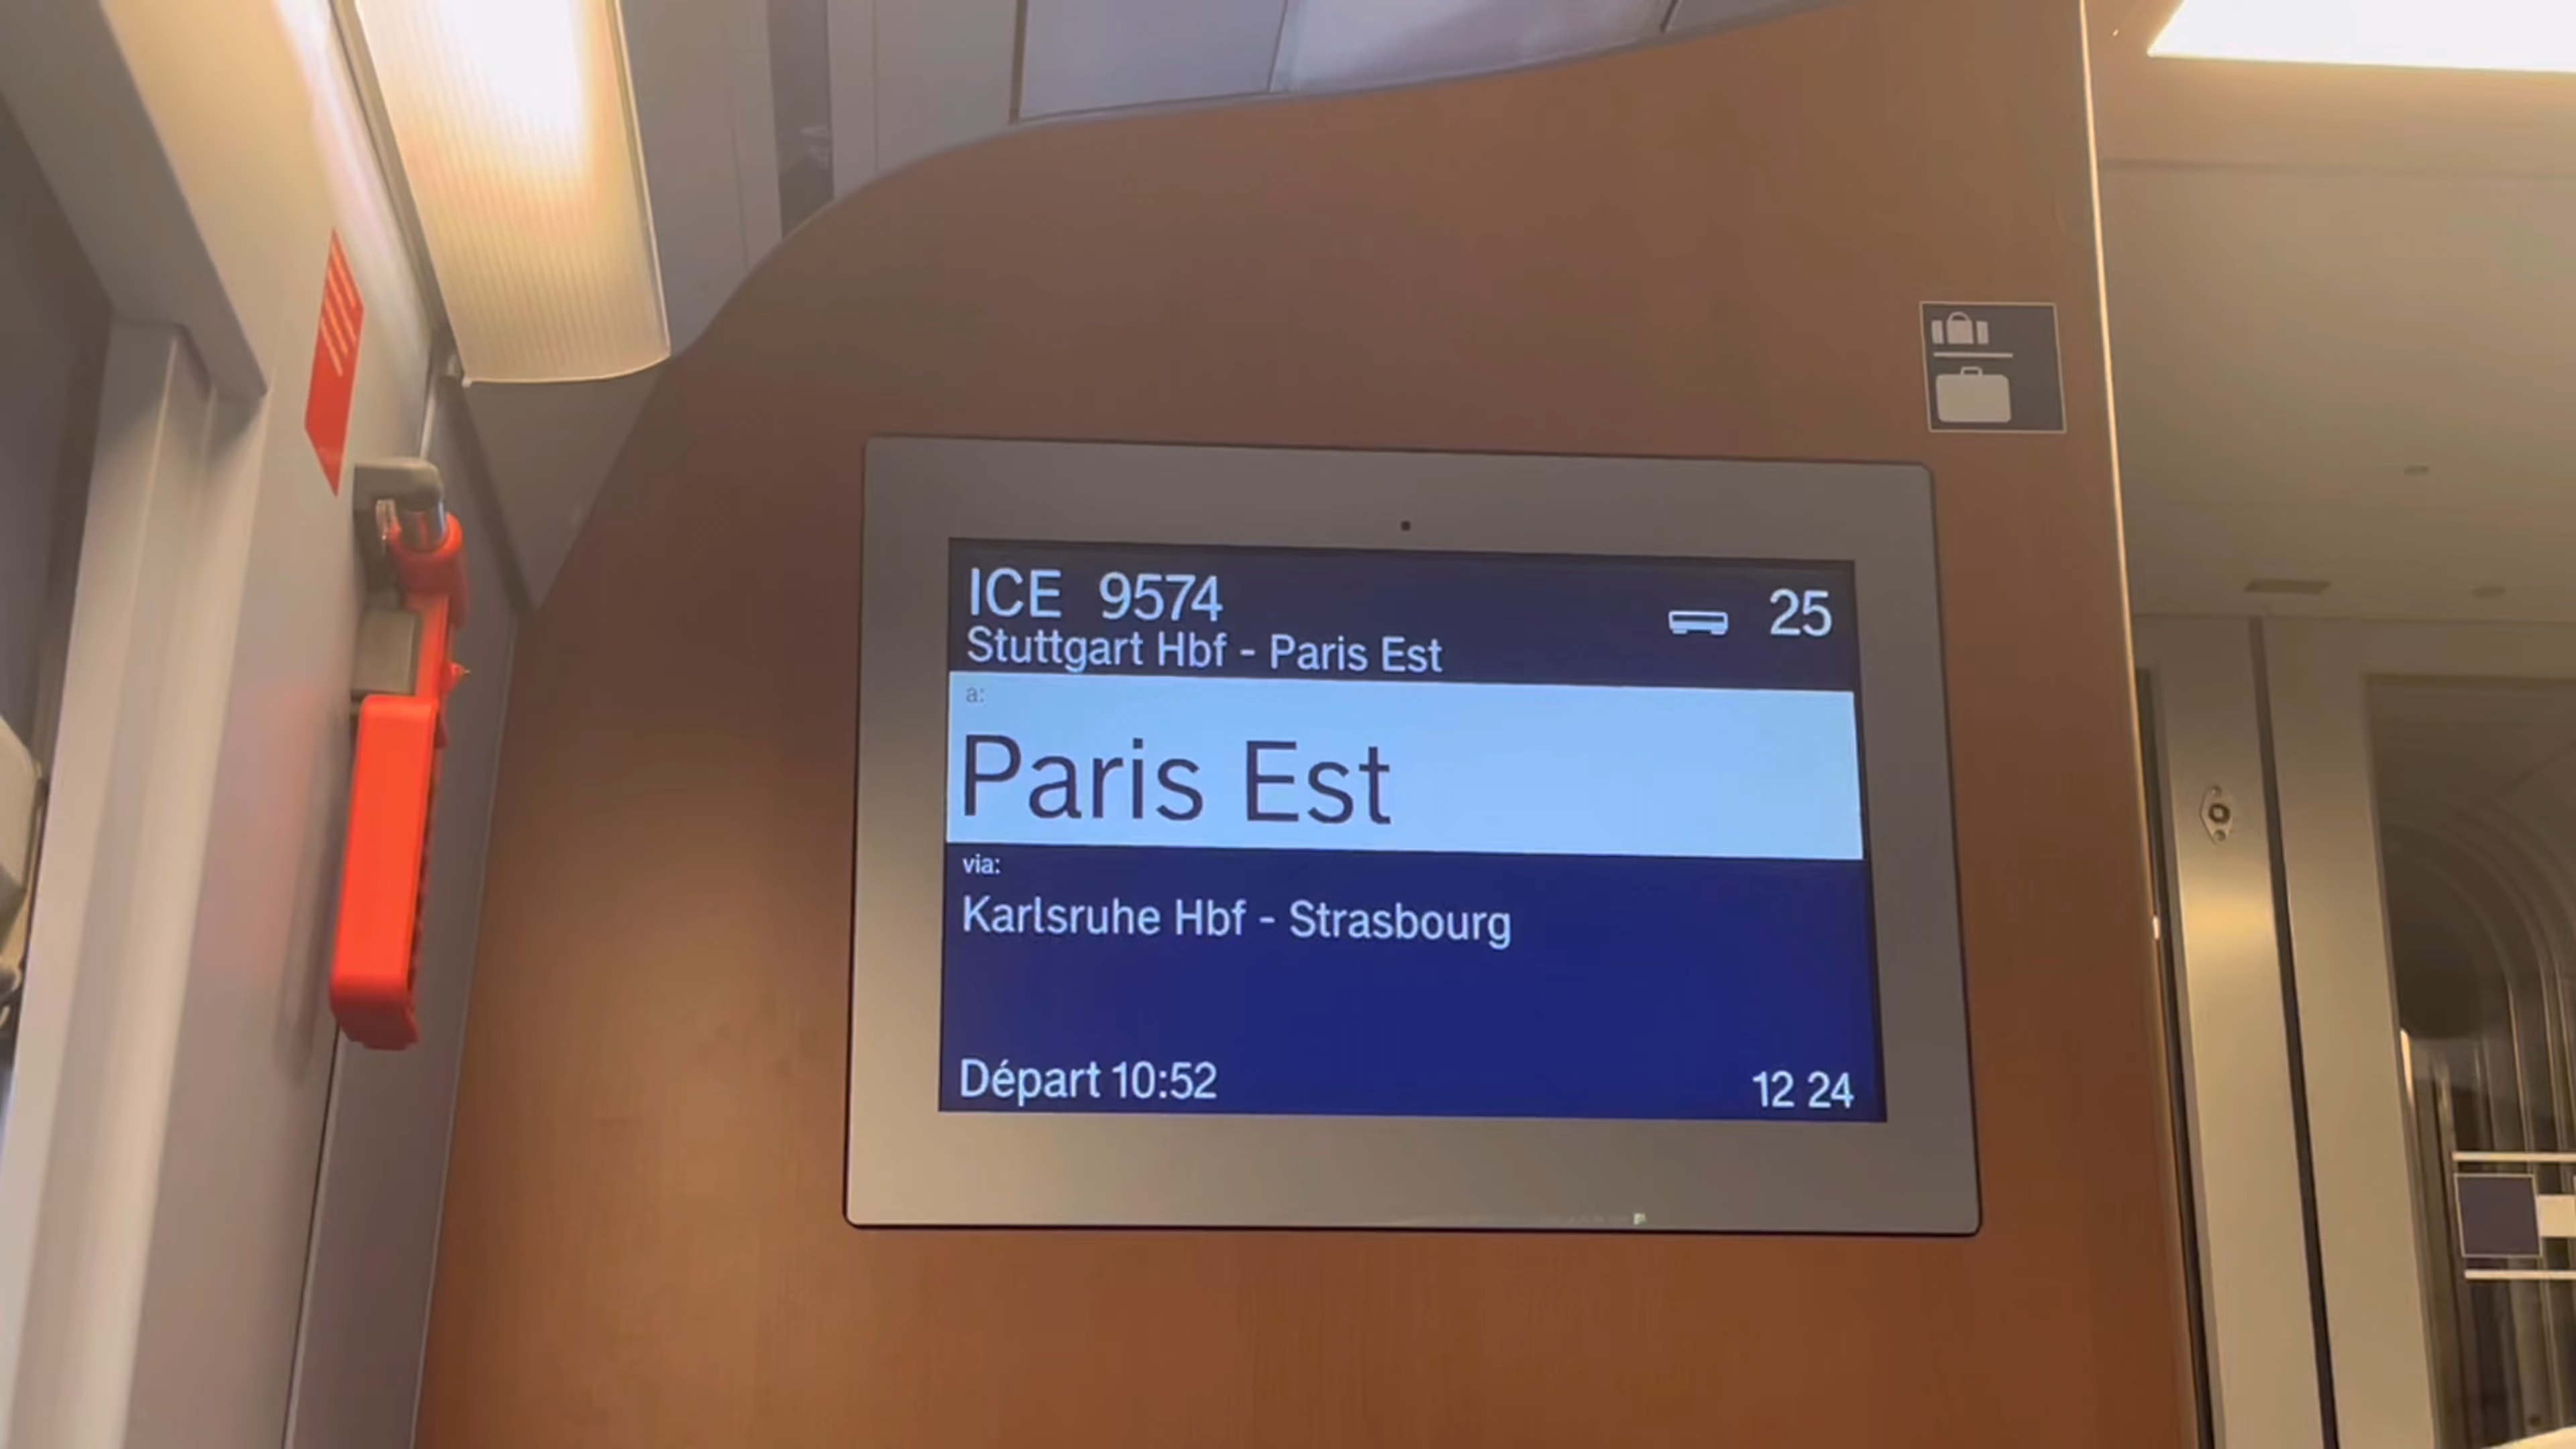 ICE 9574 25
Stuttgart Hbf - Paris Est
a:
Paris Est
via:
Karlsruhe Hbf - Strasbourg
Départ 10:52 12 24